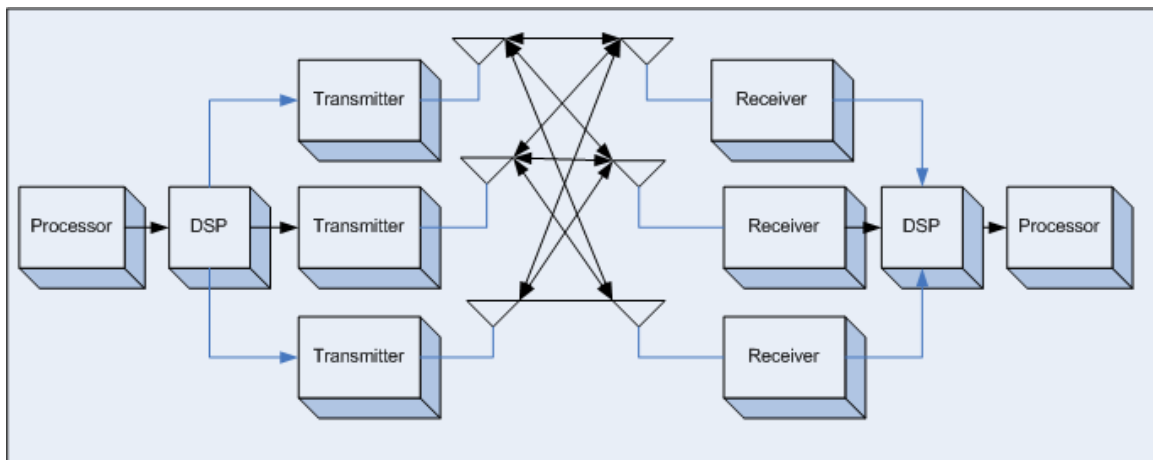 Transmitter
Receiver
Processor
DSP
Transmitter
Receiver
DSP
Processor
Transmitter
Receiver